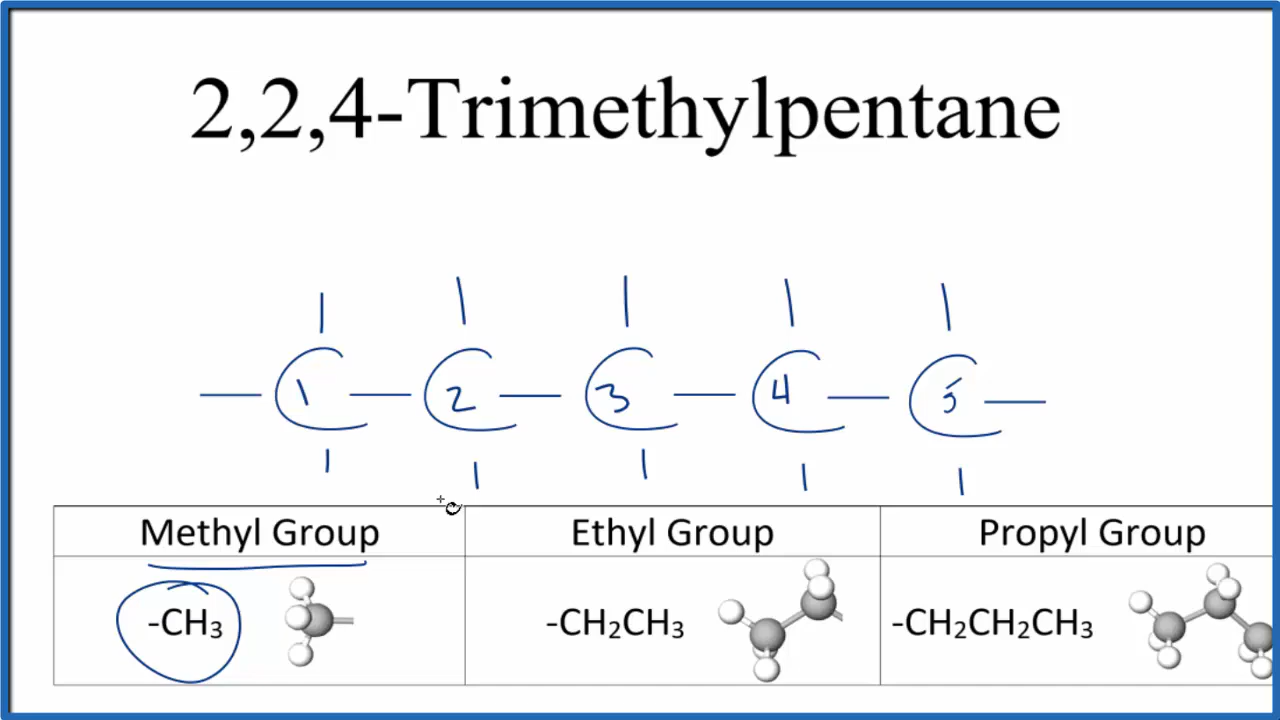 2,2,4-Trimethylpentane
C C C C C
1 2 3 4 5
Methyl Group Ethyl Group Propyl Group
-CH₃ -CH₂CH₃ -CH₂CH₂CH₃